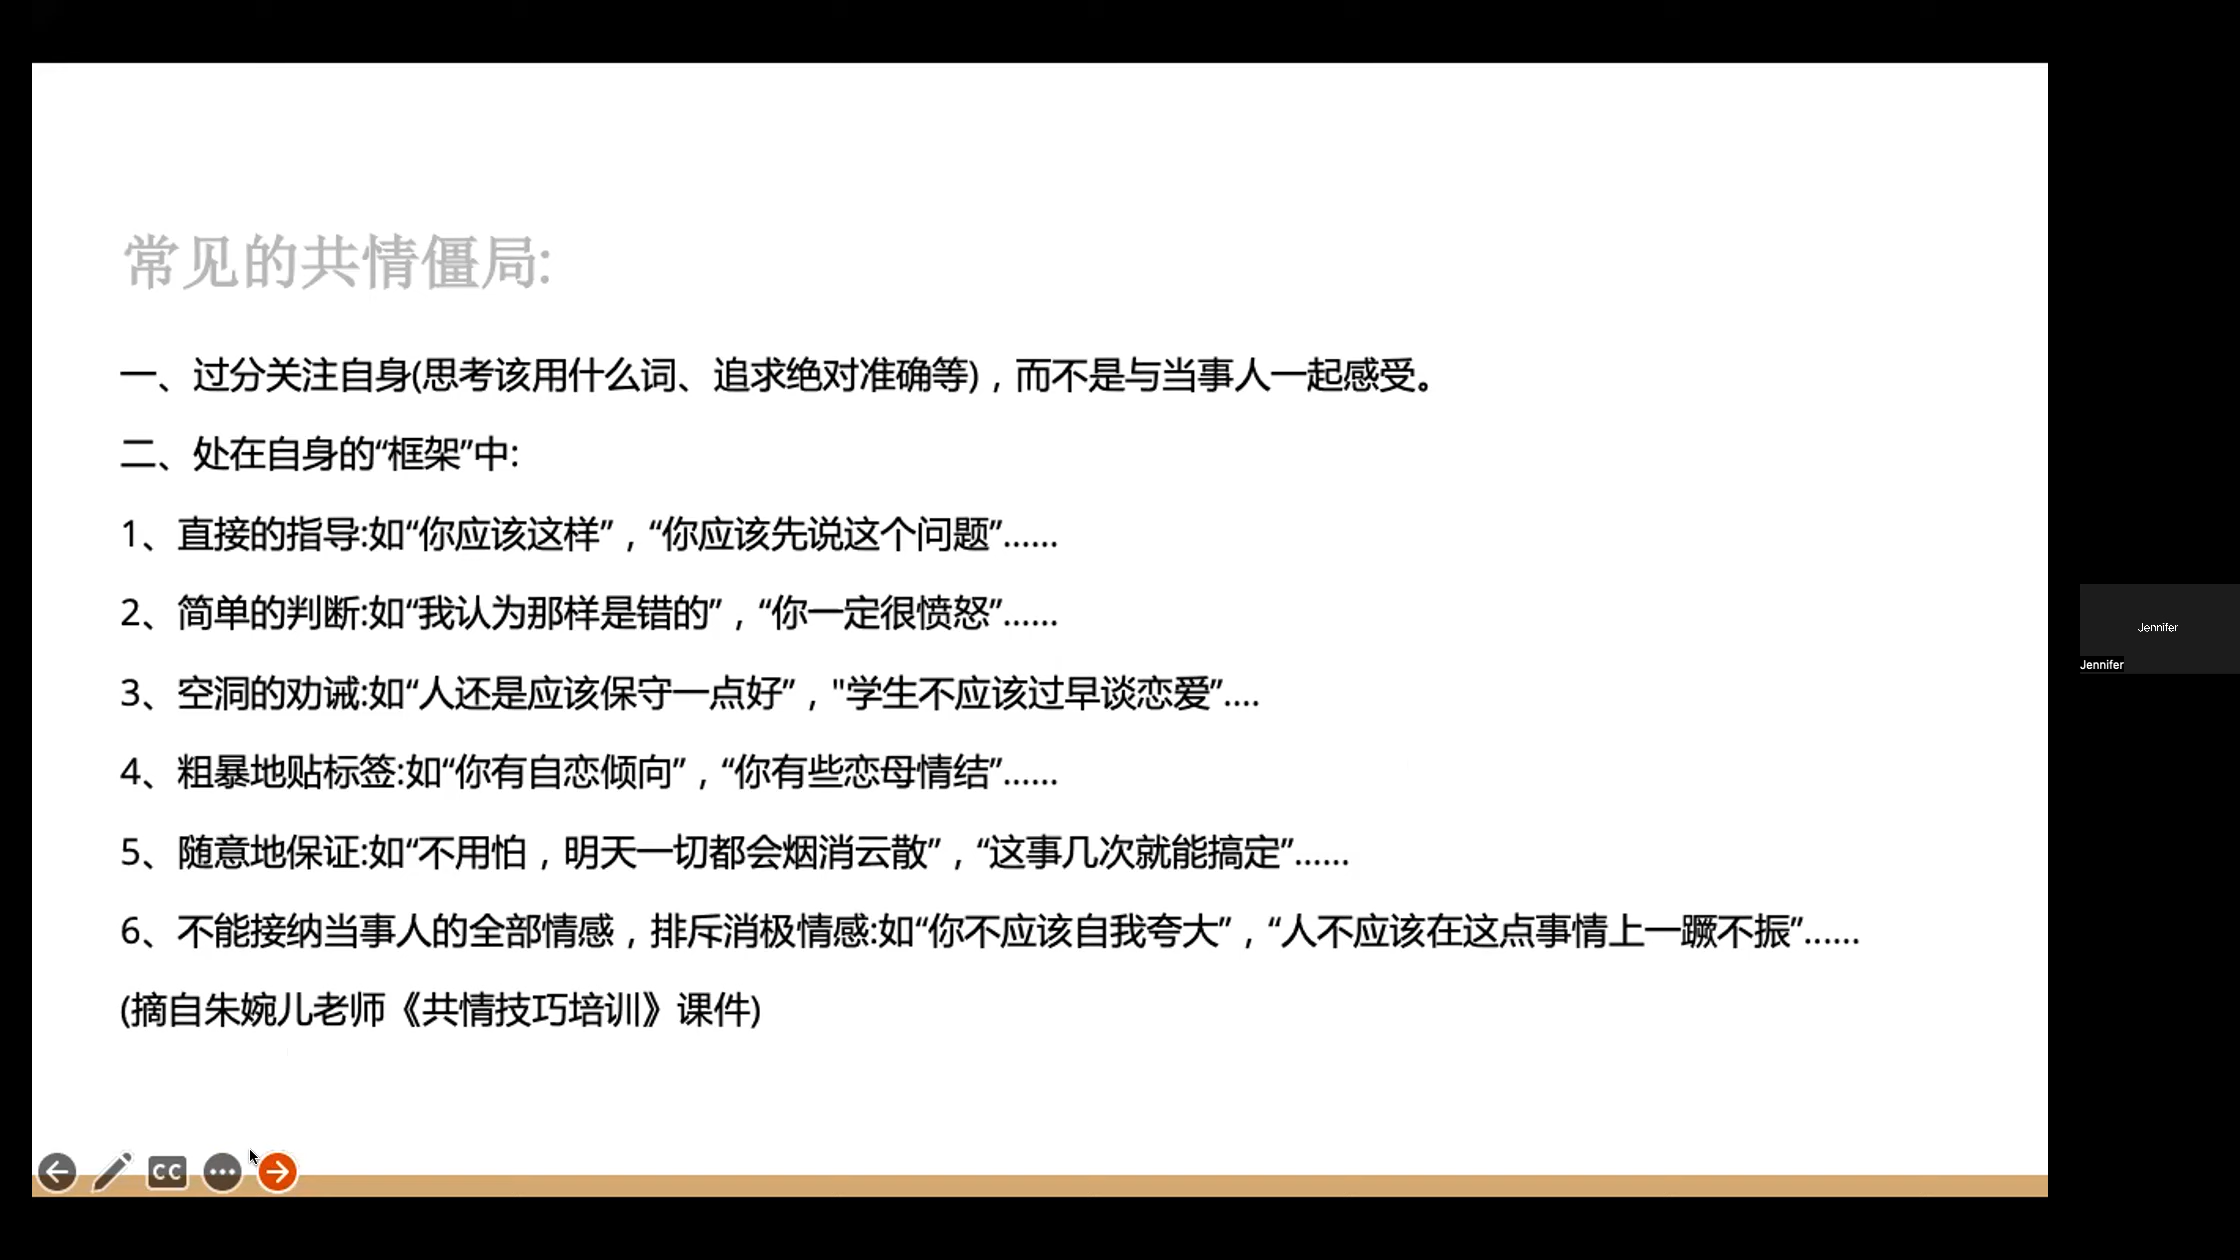 常见的共情僵局:
一、过分关注自身(思考该用什么词、追求绝对准确等)，而不是与当事人一起感受。
二、处在自身的“框架”中:
1、直接的指导:如“你应该这样”，“你应该先说这个问题”......
2、简单的判断:如“我认为那样是错的”，“你一定很愤怒”......
3、空洞的劝诫:如“人还是应该保守一点好”，"学生不应该过早谈恋爱”....
4、粗暴地贴标签:如“你有自恋倾向”，“你有些恋母情结”......
5、随意地保证:如“不用怕，明天一切都会烟消云散”，“这事几次就能搞定”......
6、不能接纳当事人的全部情感，排斥消极情感:如“你不应该自我夸大”，“人不应该在这点事情上一蹶不振”......
(摘自朱婉儿老师《共情技巧培训》课件)
Jennifer
Jennifer
CC